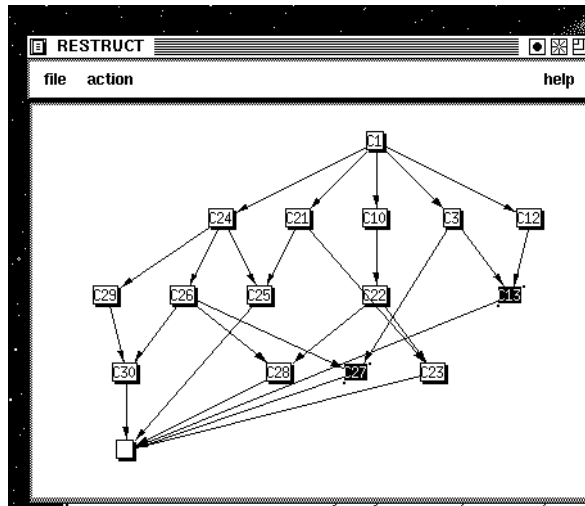 RESTRUCT
file action help
C1
C24 C21 C10 C3 C12
C29 C26 C25 C22 C13
C30 C28 C27 C23